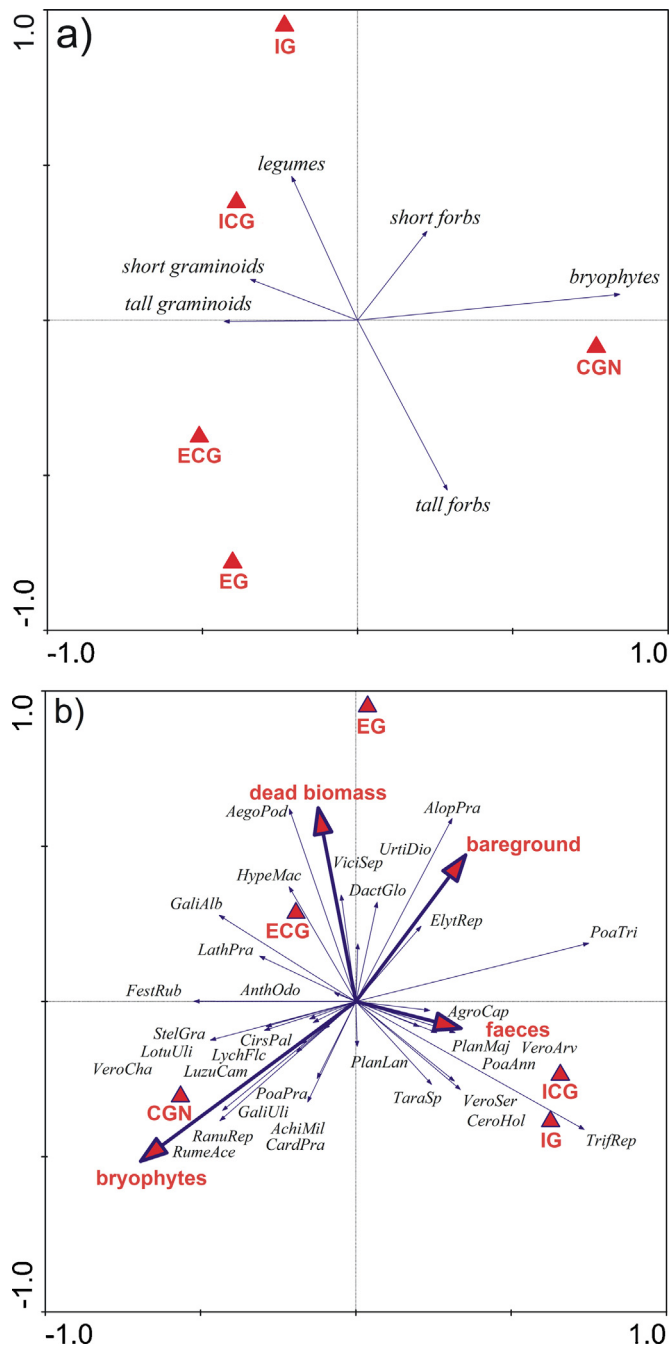 a)
1.0
IG
legumes
ICG
short forbs
short graminoids
bryophytes
tall graminoids
CGN
ECG
tall forbs
EG
-1.0
-1.0
1.0
b)
1.0
EG
dead biomass
AegoPod
AlopPra
UrtiDio
bareground
ViciSep
HypeMac
DactGlo
GaliAlb
ECG
ElytRep
PoaTri
LathPra
FestRub
AnthOdo
AgroCap
faeces
StelGra
CirsPal
LotuUli
LychFlc
PlanMaj
VeroArv
VeroCha
LuzuCam
PlanLan
PoaAnn
ICG
CGN
PoaPra
TaraSp
VeroSer
GaliUli
CeroHol
IG
RanuRep
AchiMil
TrifRep
RumeAce
CardPra
bryophytes
-1.0
-1.0
1.0